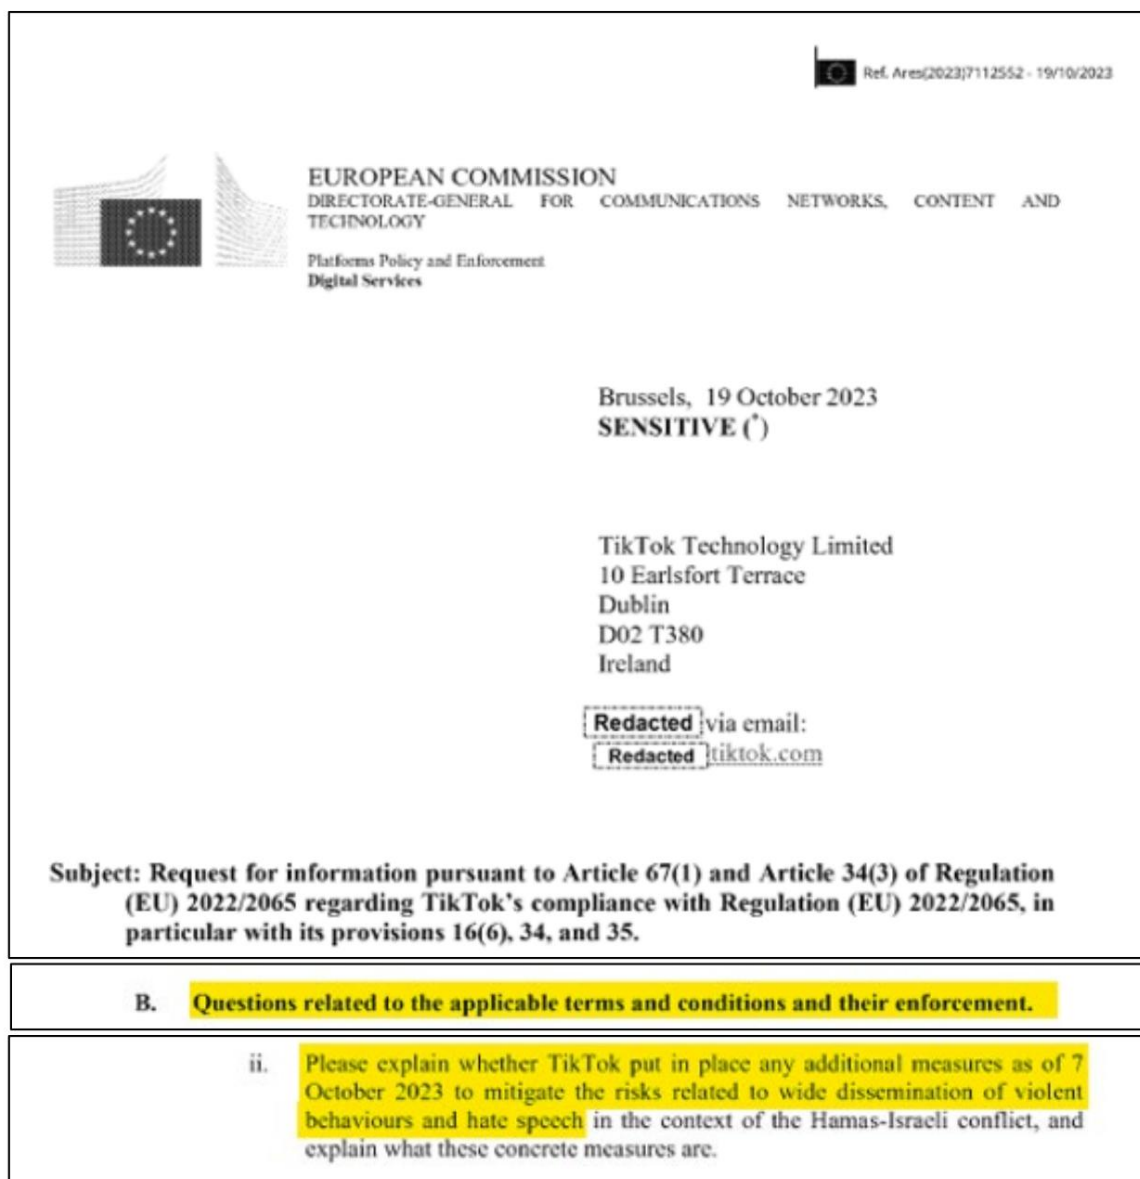 Ref. Ares(2023)7112552 - 19/10/2023
EUROPEAN COMMISSION
DIRECTORATE-GENERAL FOR COMMUNICATIONS NETWORKS, CONTENT AND
TECHNOLOGY
Platforms Policy and Enforcement
Digital Services
Brussels, 19 October 2023
SENSITIVE (*)
TikTok Technology Limited
10 Earlsfort Terrace
Dublin
D02 T380
Ireland
Redacted via email:
Redacted tiktok.com
Subject: Request for information pursuant to Article 67(1) and Article 34(3) of Regulation
(EU) 2022/2065 regarding TikTok's compliance with Regulation (EU) 2022/2065, in
particular with its provisions 16(6), 34, and 35.
B. Questions related to the applicable terms and conditions and their enforcement.
ii. Please explain whether TikTok put in place any additional measures as of 7
October 2023 to mitigate the risks related to wide dissemination of violent
behaviours and hate speech in the context of the Hamas-Israeli conflict, and
explain what these concrete measures are.